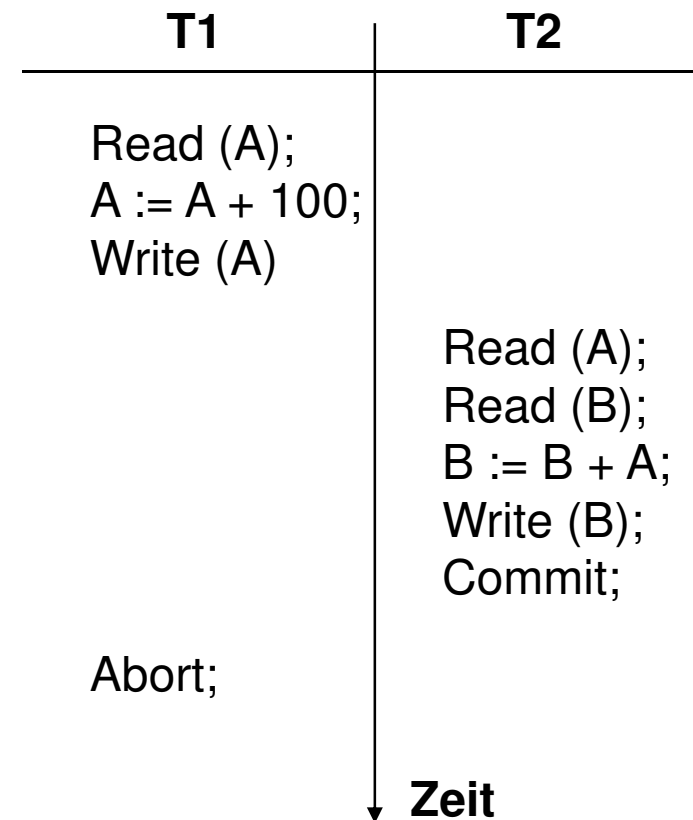 T1 T2
Read (A);
A := A + 100;
Write (A)
Read (A);
Read (B);
B := B + A;
Write (B);
Commit;
Abort;
Zeit